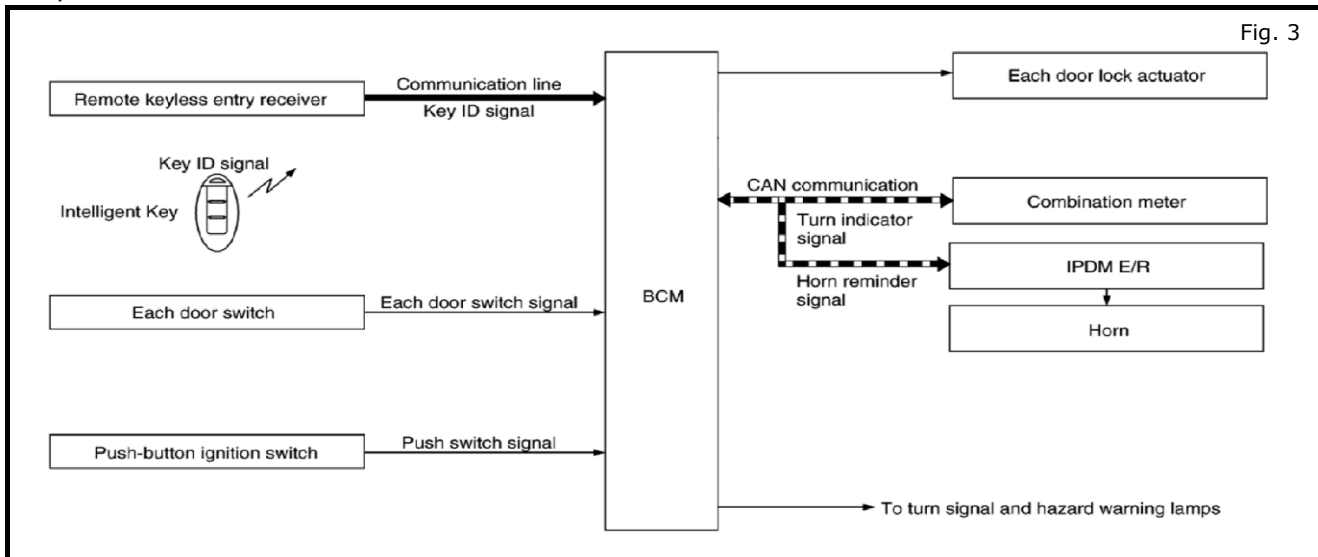 Fig. 3
Remote keyless entry receiver
Communication line
Key ID signal
Each door lock actuator
Key ID signal
Intelligent Key
CAN communication
Turn indicator
signal
Combination meter
Horn reminder
signal
IPDM E/R
Horn
BCM
Each door switch
Each door switch signal
Push-button ignition switch
Push switch signal
To turn signal and hazard warning lamps